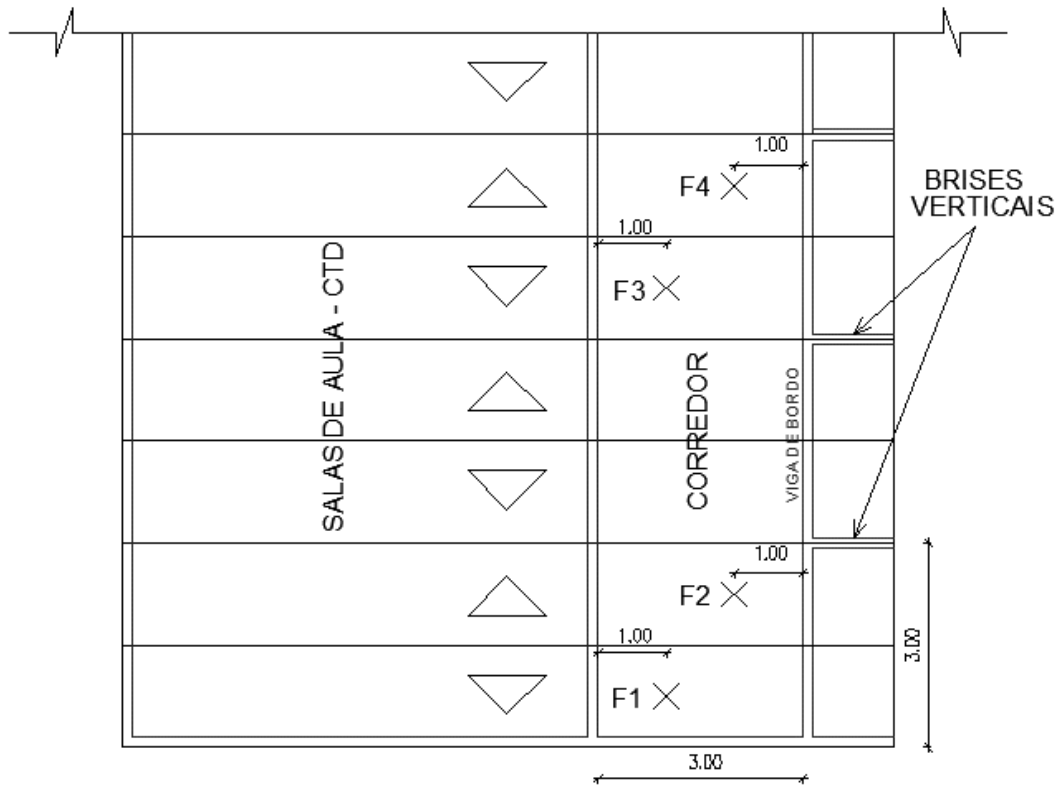 1.00
F4
BRISES
VERTICAIS
1.00
F3
SALAS DE AULA - CTD
CORREDOR
VIGA DE BORDO
1.00
F2
1.00
F1
3.00
3.00